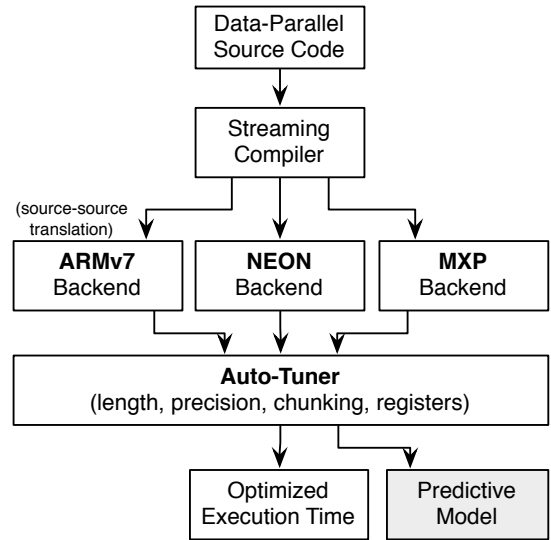 Data-Parallel
Source Code
Streaming
Compiler
(source-source
translation)
ARMv7
Backend
NEON
Backend
MXP
Backend
Auto-Tuner
(length, precision, chunking, registers)
Optimized
Execution Time
Predictive
Model